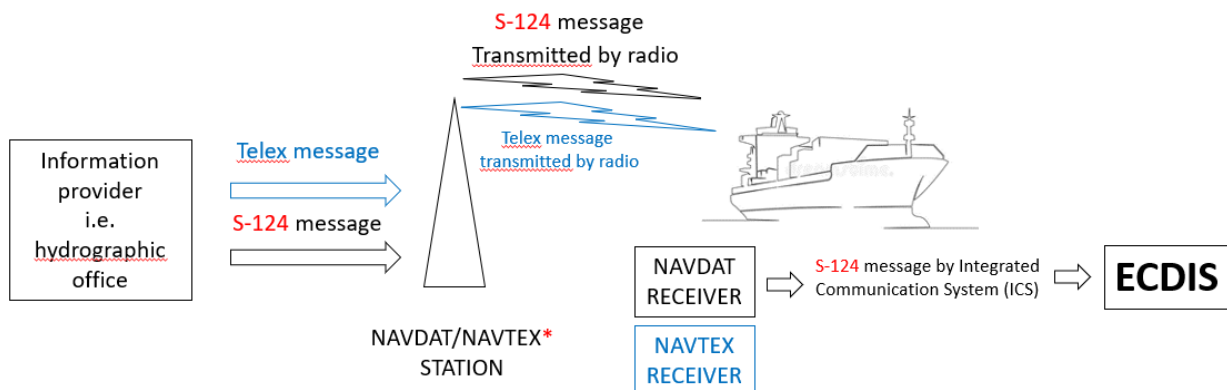 S-124 message
Transmitted by radio
Telex message
transmitted by radio
Information
provider
i.e.
hydrographic
office
Telex message
S-124 message
NAVDAT/NAVTEX*
STATION
NAVDAT
RECEIVER
NAVTEX
RECEIVER
S-124 message by Integrated
Communication System (ICS)
ECDIS